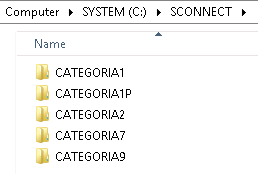 Computer ▸ SYSTEM (C:) ▸ SCONNECT ▸
Name
CATEGORIA1
CATEGORIA1P
CATEGORIA2
CATEGORIA7
CATEGORIA9